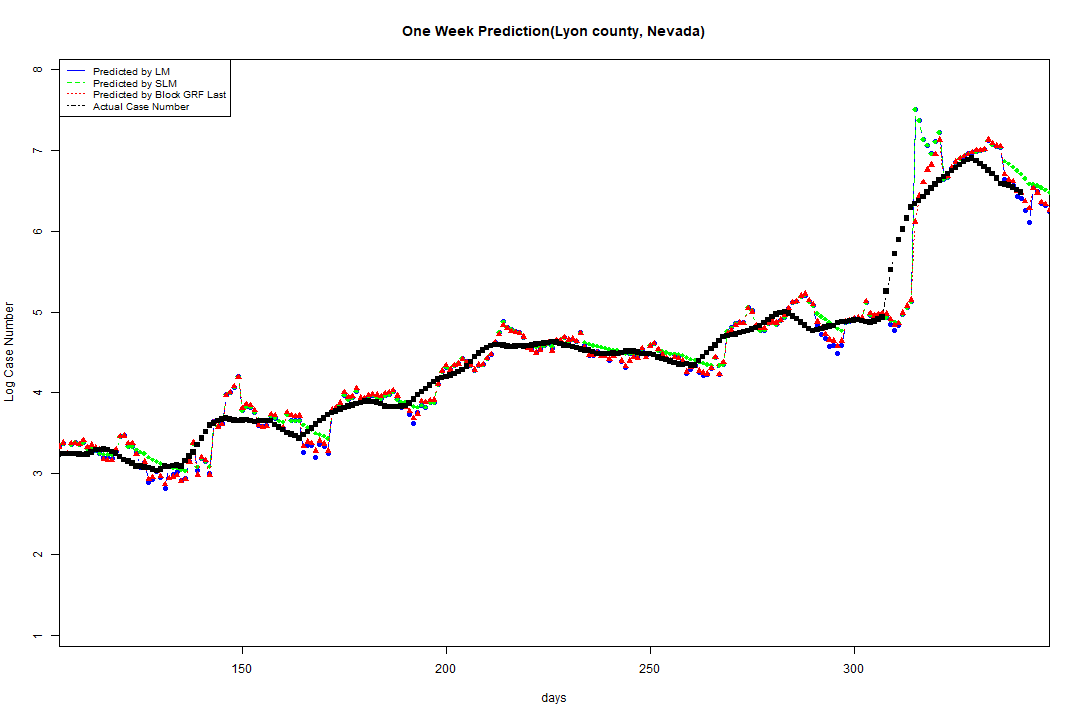 One Week Prediction(Lyon county, Nevada)
Predicted by LM
Predicted by SLM
Predicted by Block GRF Last
Actual Case Number
8
7
6
5
4
3
2
1
Log Case Number
150 200 250 300
days